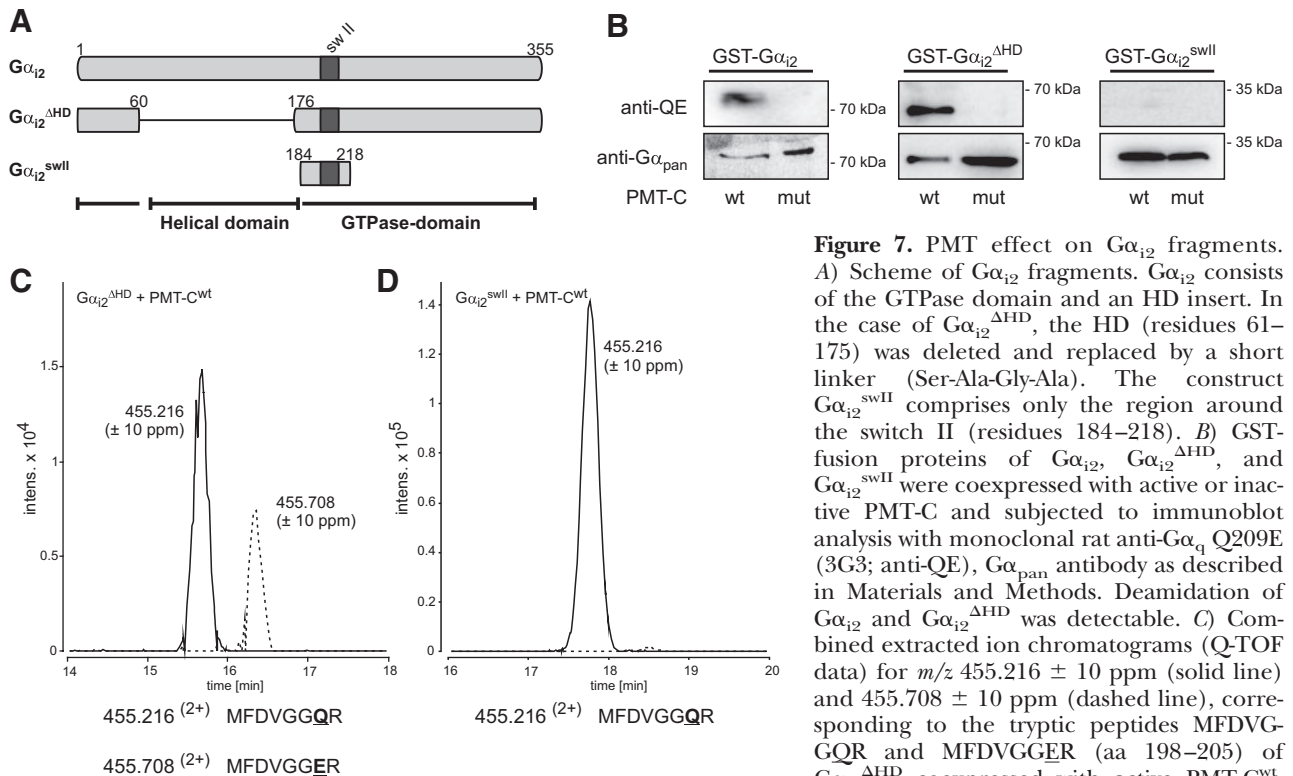 A
sw II
1 355
Gαi2
60 176
Gαi2ΔHD
184 218
Gαi2swII
Helical domain GTPase-domain
B
GST-Gαi2 GST-Gαi2ΔHD GST-Gαi2swII
anti-QE - 70 kDa - 70 kDa - 35 kDa
anti-Gαpan - 70 kDa - 70 kDa - 35 kDa
PMT-C wt mut wt mut wt mut
C
Gαi2ΔHD + PMT-Cwt
intens. x 10⁴
1.5
1
0.5
0
455.216
(± 10 ppm)
455.708
(± 10 ppm)
14 15 16 17 18
time [min]
455.216 (2+) MFDVGGQR
455.708 (2+) MFDVGGER
D
Gαi2swII + PMT-Cwt
intens. x 10⁵
1.4
1.2
1
0.8
0.6
0.4
0.2
0
455.216
(± 10 ppm)
16 17 18 19 20
time [min]
455.216 (2+) MFDVGGQR
Figure 7. PMT effect on Gαi2 fragments.
A) Scheme of Gαi2 fragments. Gαi2 consists
of the GTPase domain and an HD insert. In
the case of Gαi2ΔHD, the HD (residues 61–
175) was deleted and replaced by a short
linker (Ser-Ala-Gly-Ala). The construct
Gαi2swII comprises only the region around
the switch II (residues 184–218). B) GST-
fusion proteins of Gαi2, Gαi2ΔHD, and
Gαi2swII were coexpressed with active or inac-
tive PMT-C and subjected to immunoblot
analysis with monoclonal rat anti-Gαq Q209E
(3G3; anti-QE), Gαpan antibody as described
in Materials and Methods. Deamidation of
Gαi2 and Gαi2ΔHD was detectable. C) Com-
bined extracted ion chromatograms (Q-TOF
data) for m/z 455.216 ± 10 ppm (solid line)
and 455.708 ± 10 ppm (dashed line), corre-
sponding to the tryptic peptides MFDVG-
GQR and MFDVGGER (aa 198–205) of
Gαi2ΔHD coexpressed with active PMT-Cwt